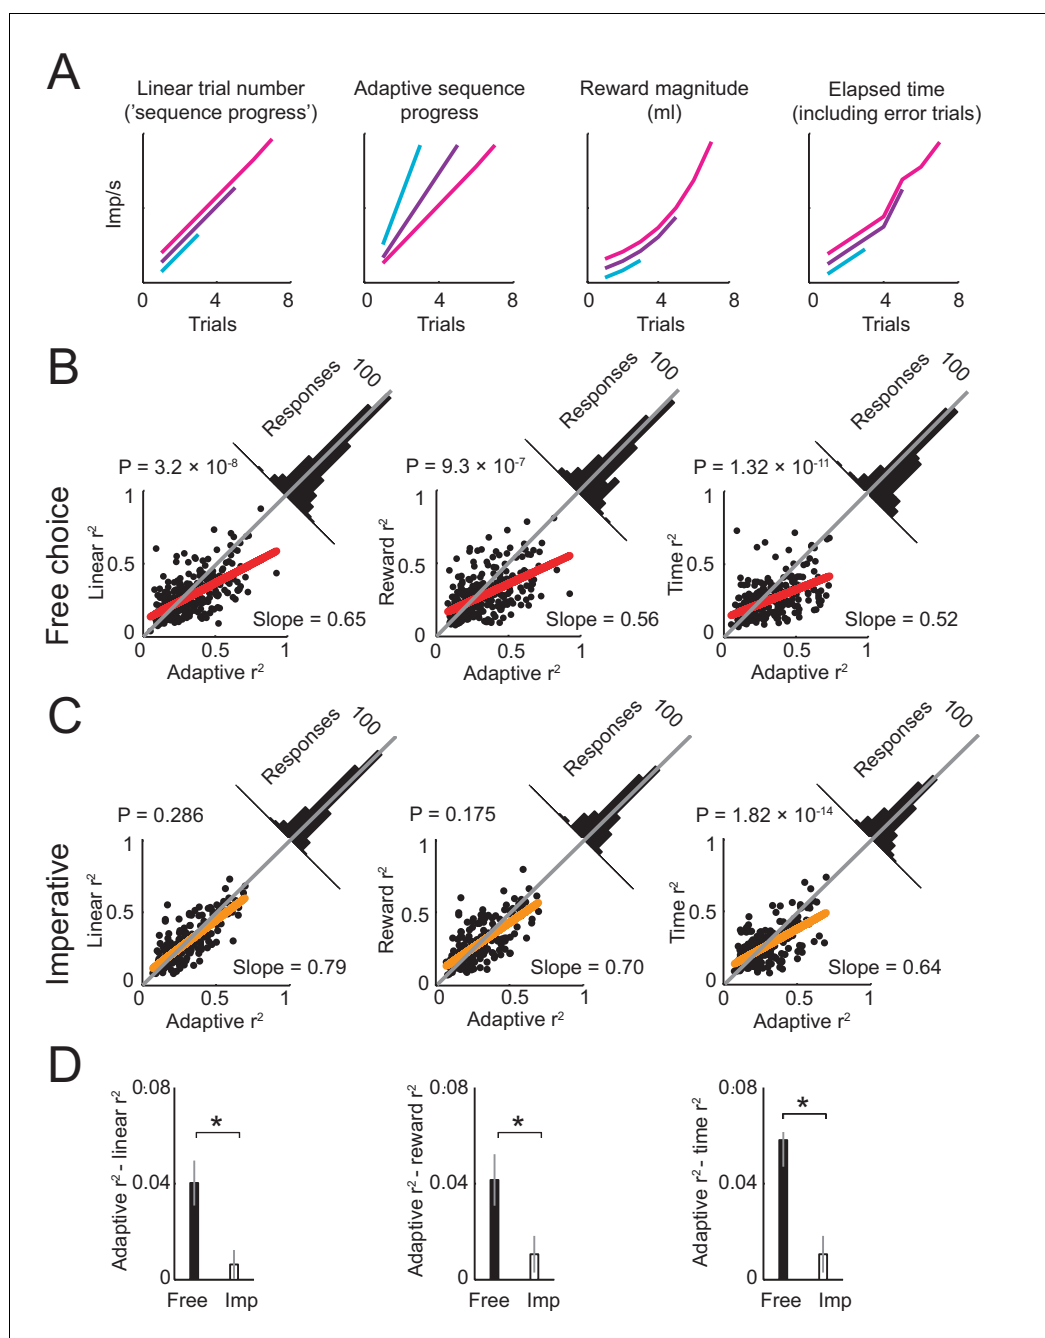 A
Linear trial number
('sequence progress')
Adaptive sequence
progress
Reward magnitude
(ml)
Elapsed time
(including error trials)
Imp/s
0 4 8
Trials
0 4 8
Trials
0 4 8
Trials
0 4 8
Trials
B
Free choice
P = 3.2 × 10-8
Responses
100
Linear r2
1
0.5
0
Slope = 0.65
0.5 1
Adaptive r2
P = 9.3 × 10-7
Responses
100
Reward r2
1
0.5
0
Slope = 0.56
0.5 1
Adaptive r2
P = 1.32 × 10-11
Responses
100
Time r2
1
0.5
0
Slope = 0.52
0.5 1
Adaptive r2
C
Imperative
P = 0.286
Responses
100
Linear r2
1
0.5
0
Slope = 0.79
0 0.5 1
Adaptive r2
P = 0.175
Responses
100
Reward r2
1
0.5
0
Slope = 0.70
0 0.5 1
Adaptive r2
P = 1.82 × 10-14
Responses
100
Time r2
1
0.5
0
Slope = 0.64
0 0.5 1
Adaptive r2
D
Adaptive r2 - linear r2
0.08
0.04
0
*
Free Imp
Adaptive r2 - reward r2
0.08
0.04
0
*
Free Imp
Adaptive r2 - time r2
0.08
0.04
0
*
Free Imp